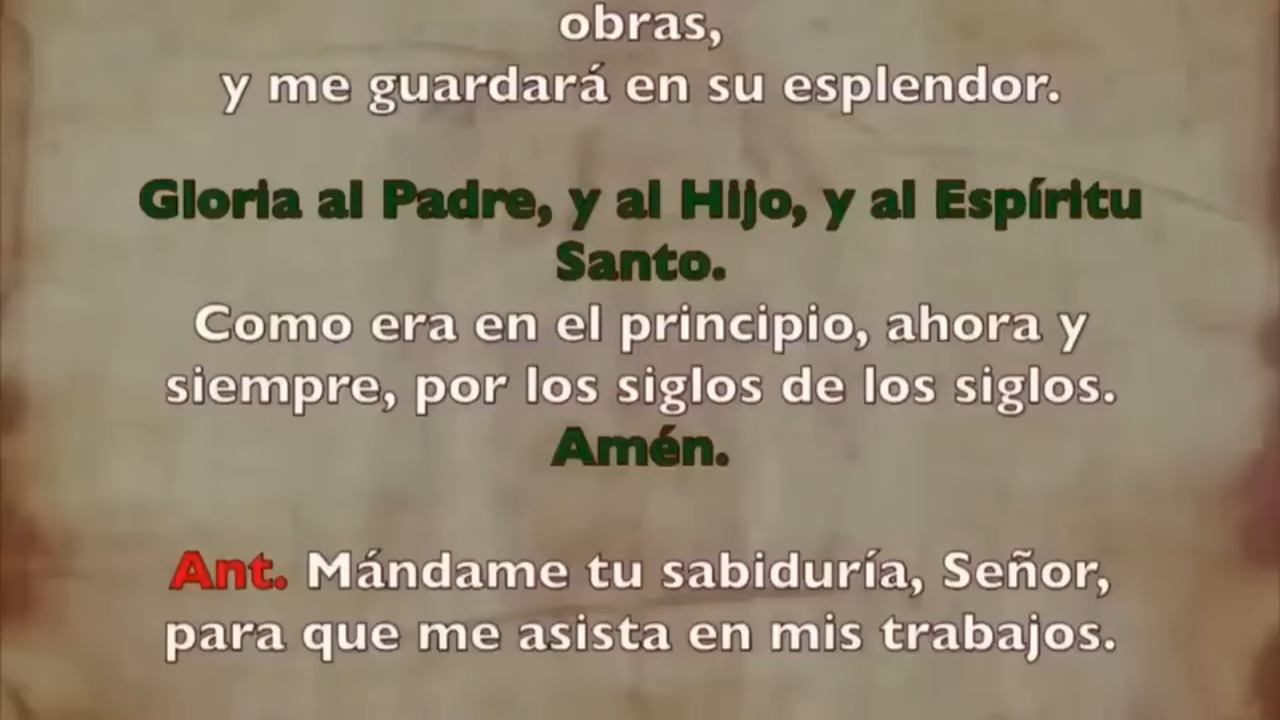 obras,
y me guardará en su esplendor.
Gloria al Padre, y al Hijo, y al Espíritu
Santo.
Como era en el principio, ahora y
siempre, por los siglos de los siglos.
Amén.
Ant. Mándame tu sabiduría, Señor,
para que me asista en mis trabajos.